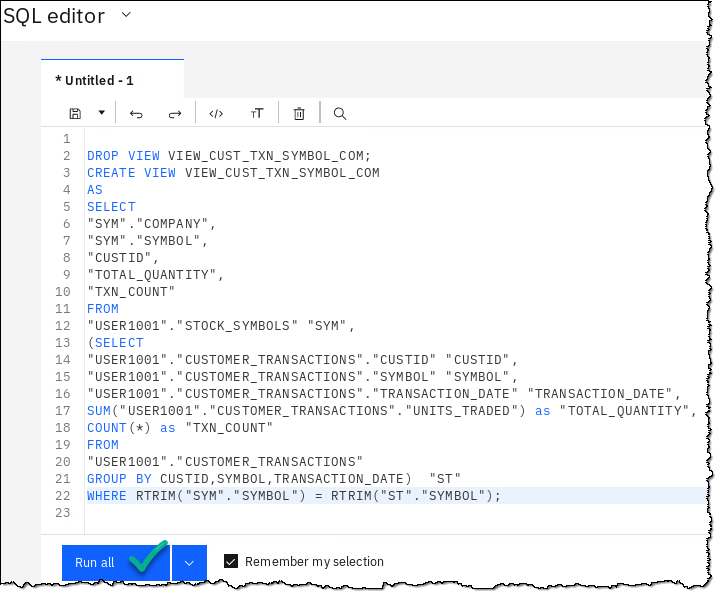 SQL editor
* Untitled - 1
</> TT
1
2 DROP VIEW VIEW_CUST_TXN_SYMBOL_COM;
3 CREATE VIEW VIEW_CUST_TXN_SYMBOL_COM
4 AS
5 SELECT
6 "SYM"."COMPANY",
7 "SYM"."SYMBOL",
8 "CUSTID",
9 "TOTAL_QUANTITY",
10 "TXN_COUNT"
11 FROM
12 "USER1001"."STOCK_SYMBOLS" "SYM",
13 (SELECT
14 "USER1001"."CUSTOMER_TRANSACTIONS"."CUSTID" "CUSTID",
15 "USER1001"."CUSTOMER_TRANSACTIONS"."SYMBOL" "SYMBOL",
16 "USER1001"."CUSTOMER_TRANSACTIONS"."TRANSACTION_DATE" "TRANSACTION_DATE",
17 SUM("USER1001"."CUSTOMER_TRANSACTIONS"."UNITS_TRADED") as "TOTAL_QUANTITY",
18 COUNT(*) as "TXN_COUNT"
19 FROM
20 "USER1001"."CUSTOMER_TRANSACTIONS"
21 GROUP BY CUSTID,SYMBOL,TRANSACTION_DATE)  "ST"
22 WHERE RTRIM("SYM"."SYMBOL") = RTRIM("ST"."SYMBOL");
23
Run all Remember my selection